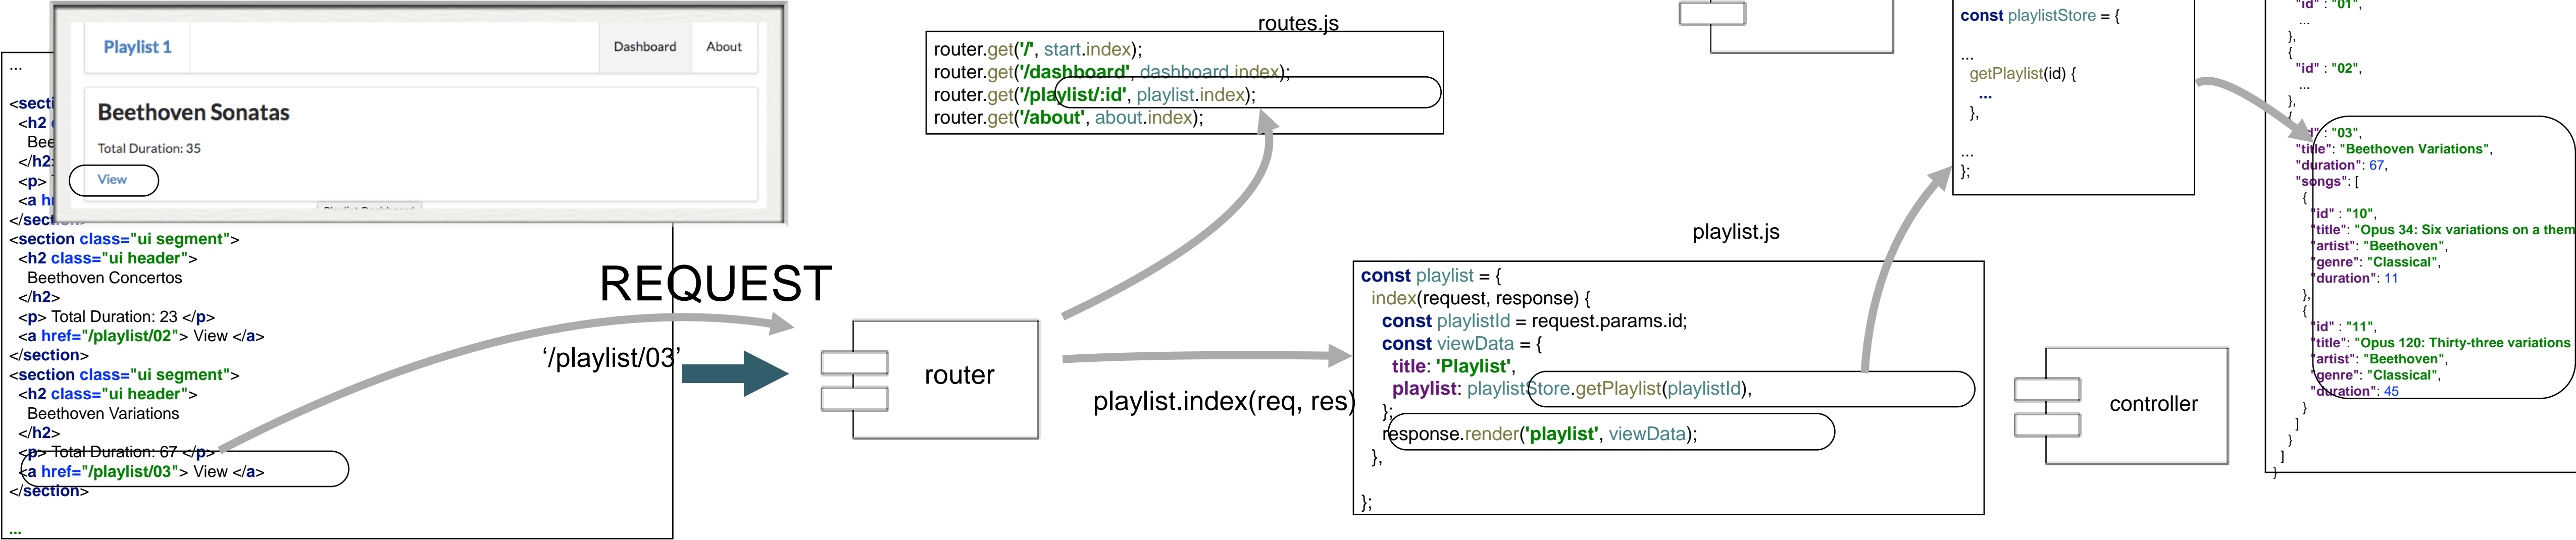 ...
<secti
<h2 c
Bee
</h2>
<p> T
<a hr
</section>
<section class="ui segment">
<h2 class="ui header">
Beethoven Concertos
</h2>
<p> Total Duration: 23 </p>
<a href="/playlist/02"> View </a>
</section>
<section class="ui segment">
<h2 class="ui header">
Beethoven Variations
</h2>
<p> Total Duration: 67 </p>
<a href="/playlist/03"> View </a>
</section>
...
Playlist 1
Dashboard
About
Beethoven Sonatas
Total Duration: 35
View
REQUEST
‘/playlist/03’
router
routes.js
router.get('/', start.index);
router.get('/dashboard', dashboard.index);
router.get('/playlist/:id', playlist.index);
router.get('/about', about.index);
playlist.index(req, res)
playlist.js
const playlist = {
index(request, response) {
const playlistId = request.params.id;
const viewData = {
title: 'Playlist',
playlist: playlistStore.getPlaylist(playlistId),
};
response.render('playlist', viewData);
},
};
const playlistStore = {
...
getPlaylist(id) {
...
},
...
};
controller
"id" : "01",
...
},
{
"id" : "02",
...
},
{
"id" : "03",
"title": "Beethoven Variations",
"duration": 67,
"songs": [
{
"id" : "10",
"title": "Opus 34: Six variations on a them
"artist": "Beethoven",
"genre": "Classical",
"duration": 11
},
{
"id" : "11",
"title": "Opus 120: Thirty-three variations
"artist": "Beethoven",
"genre": "Classical",
"duration": 45
}
]
}
]
}